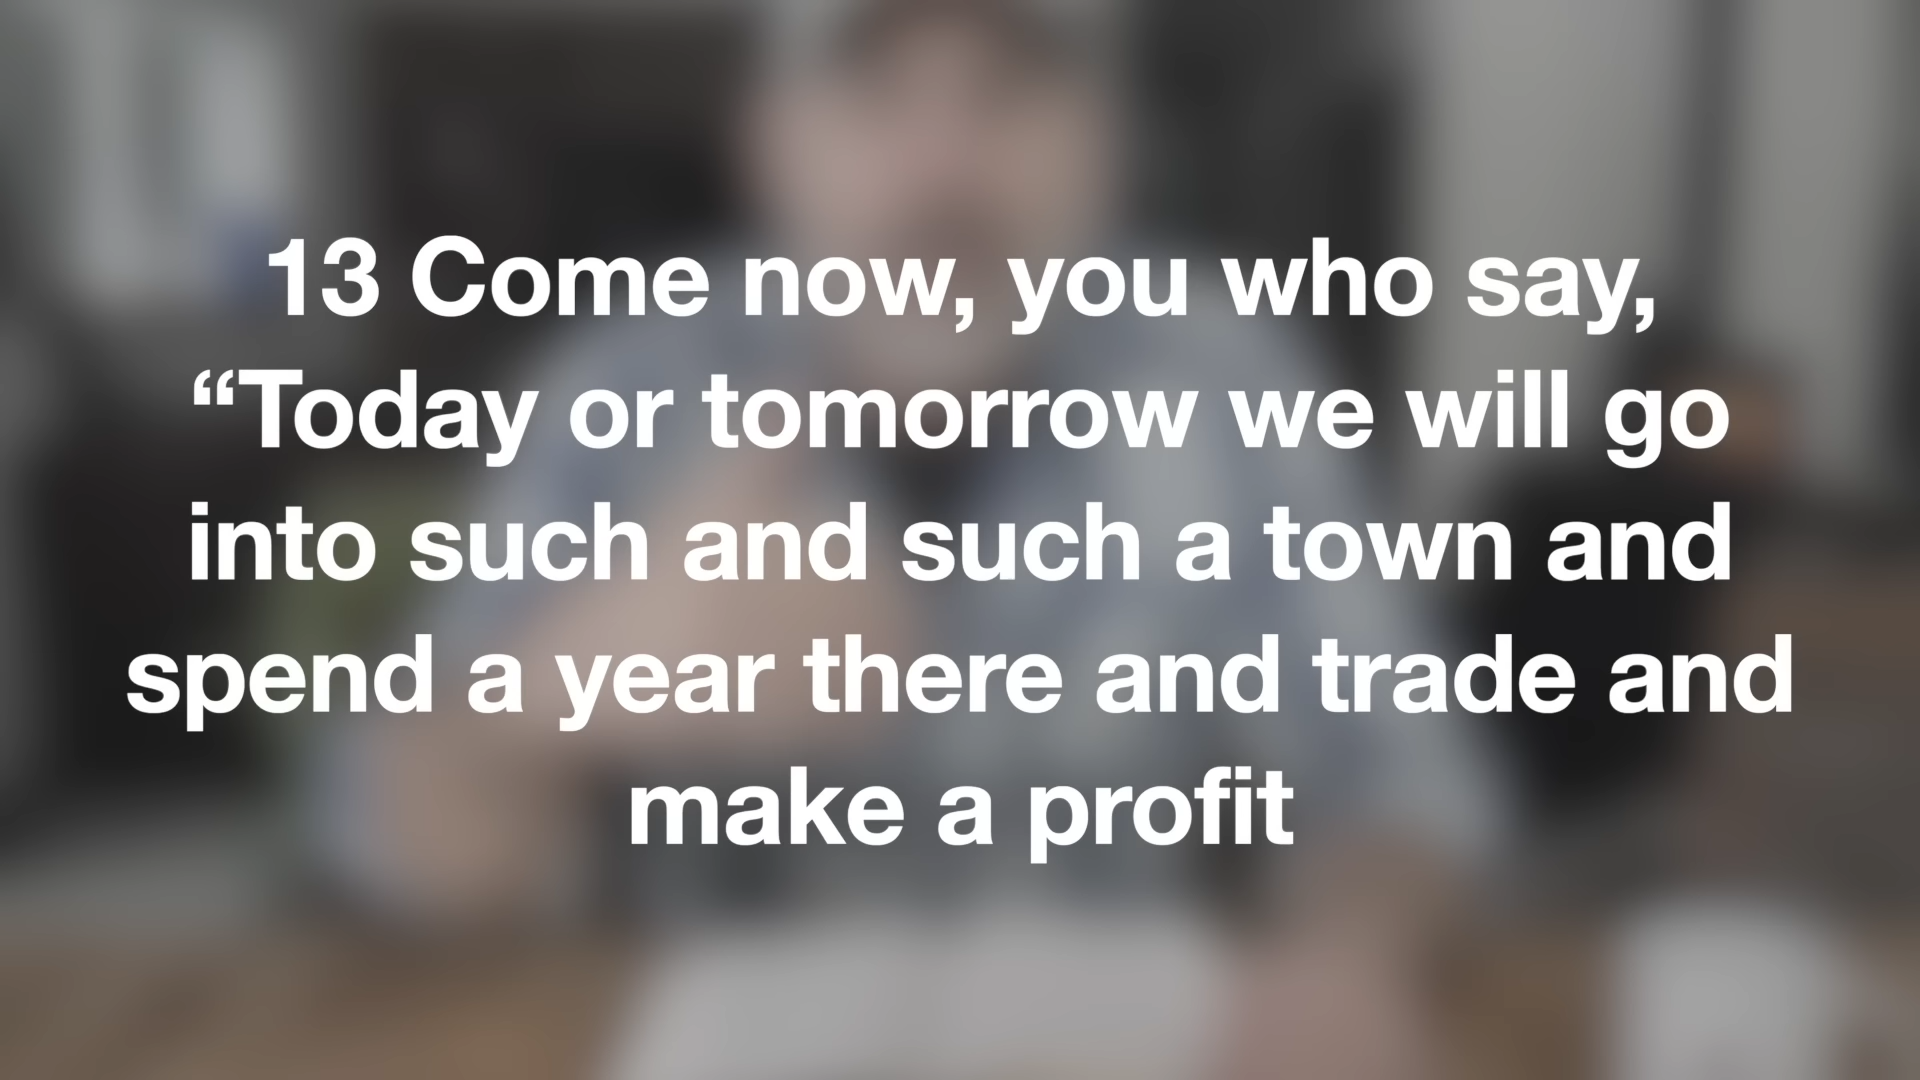 13 Come now, you who say,
“Today or tomorrow we will go
into such and such a town and
spend a year there and trade and
make a profit